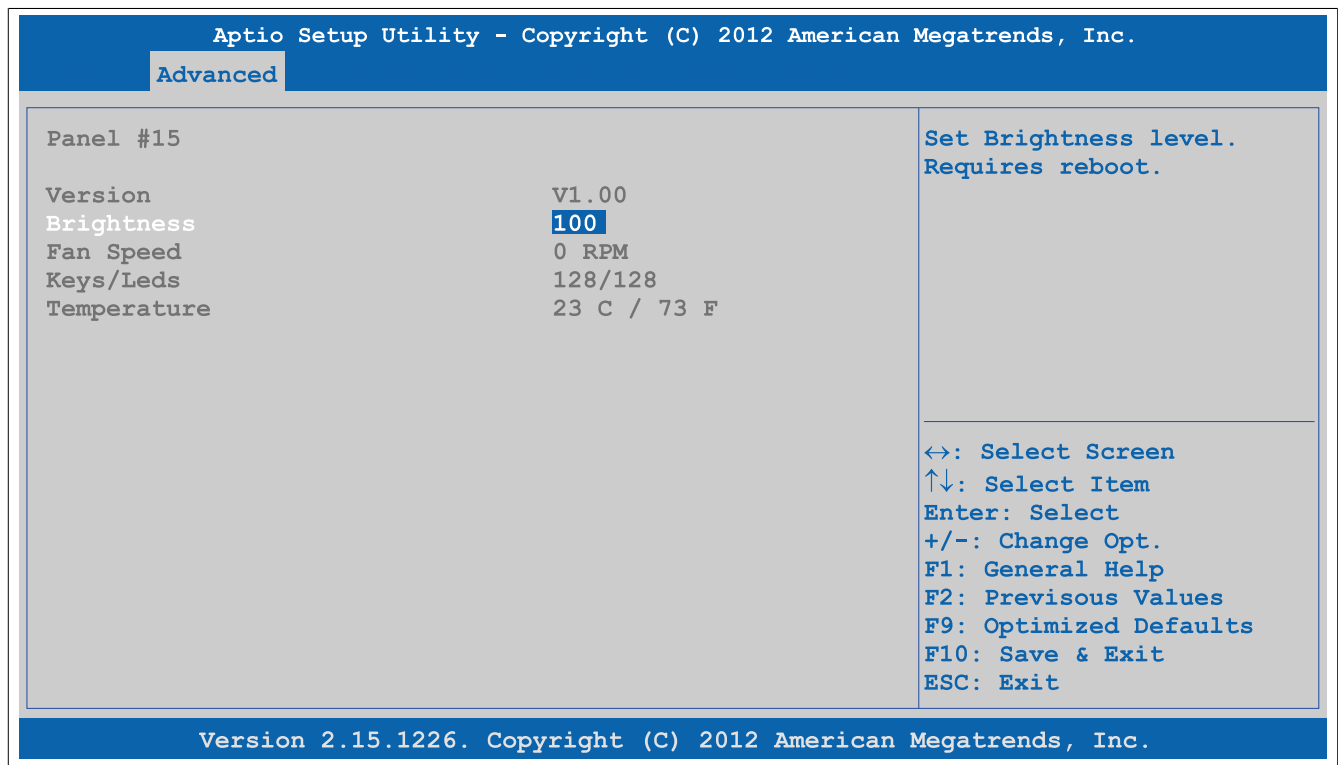 Aptio Setup Utility - Copyright (C) 2012 American Megatrends, Inc.
Advanced
Panel #15
Version V1.00
Brightness 100
Fan Speed 0 RPM
Keys/Leds 128/128
Temperature 23 C / 73 F
Set Brightness level.
Requires reboot.
↔: Select Screen
↑↓: Select Item
Enter: Select
+/-: Change Opt.
F1: General Help
F2: Previsous Values
F9: Optimized Defaults
F10: Save & Exit
ESC: Exit
Version 2.15.1226. Copyright (C) 2012 American Megatrends, Inc.